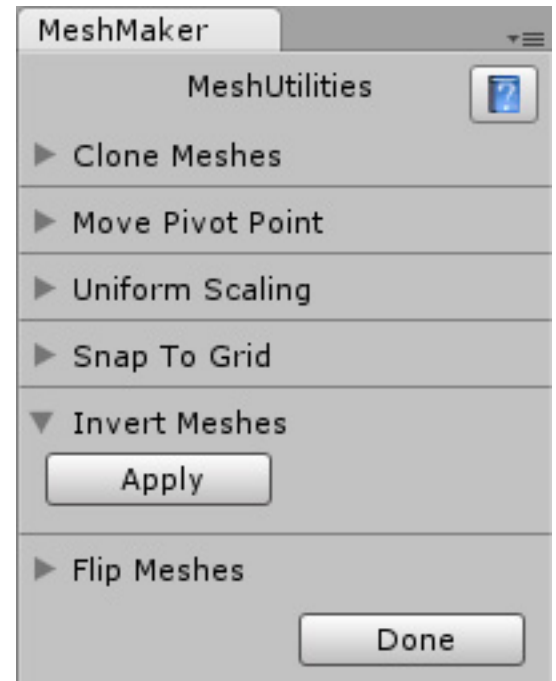 MeshMaker
MeshUtilities
?
Clone Meshes
Move Pivot Point
Uniform Scaling
Snap To Grid
Invert Meshes
Apply
Flip Meshes
Done